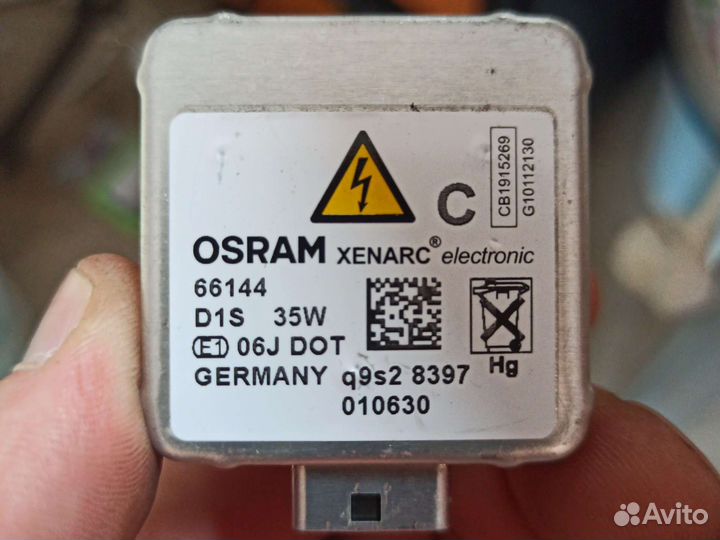 C
CB1915269
G10112130
OSRAM XENARC® electronic
66144
D1S 35W
E1 06J DOT
Hg
GERMANY q9s2 8397
010630
Avito